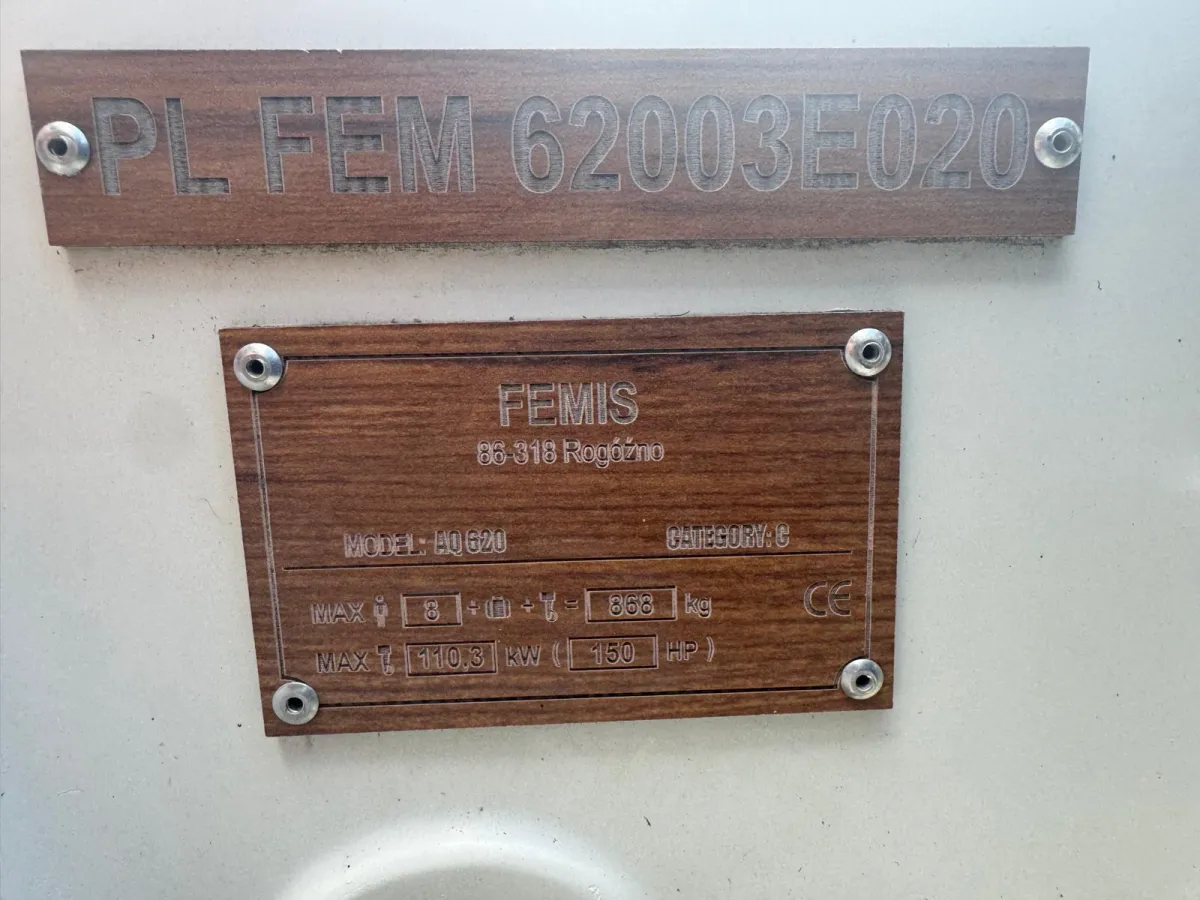 PL FEM 62003E020
FEMIS
86-318 Rogóźno
MODEL: AQ 620 CATEGORY: C
MAX 8 + + = 868 kg CE
MAX 110.3 kW ( 150 HP )